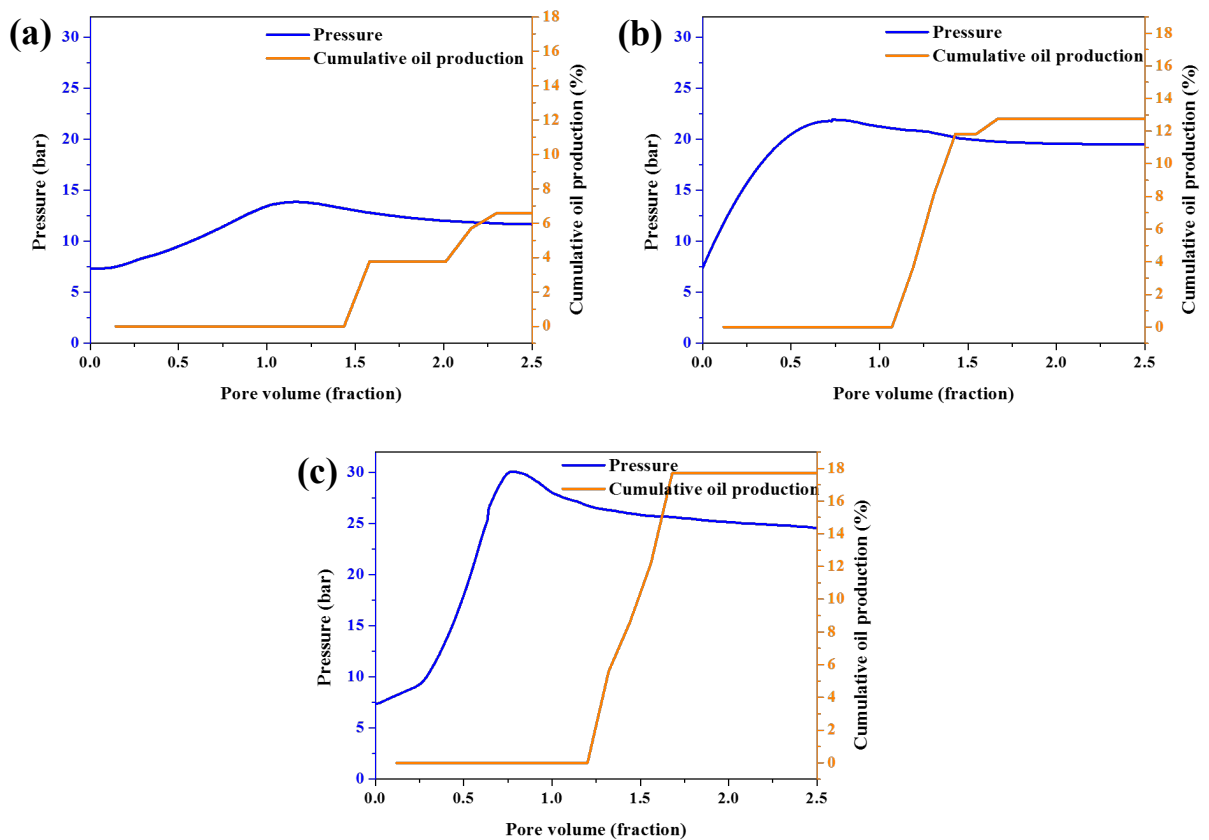 (a)
Pressure
Cumulative oil production
Pressure (bar)
30
25
20
15
10
5
0
18
16
14
12
10
8
6
4
2
0
Cumulative oil production (%)
0.0 0.5 1.0 1.5 2.0 2.5
Pore volume (fraction)
(b)
Pressure
Cumulative oil production
Pressure (bar)
30
25
20
15
10
5
0
18
16
14
12
10
8
6
4
2
0
Cumulative oil production (%)
0.0 0.5 1.0 1.5 2.0 2.5
Pore volume (fraction)
(c)
Pressure
Cumulative oil production
Pressure (bar)
30
25
20
15
10
5
0
18
16
14
12
10
8
6
4
2
0
Cumulative oil production (%)
0.0 0.5 1.0 1.5 2.0 2.5
Pore volume (fraction)